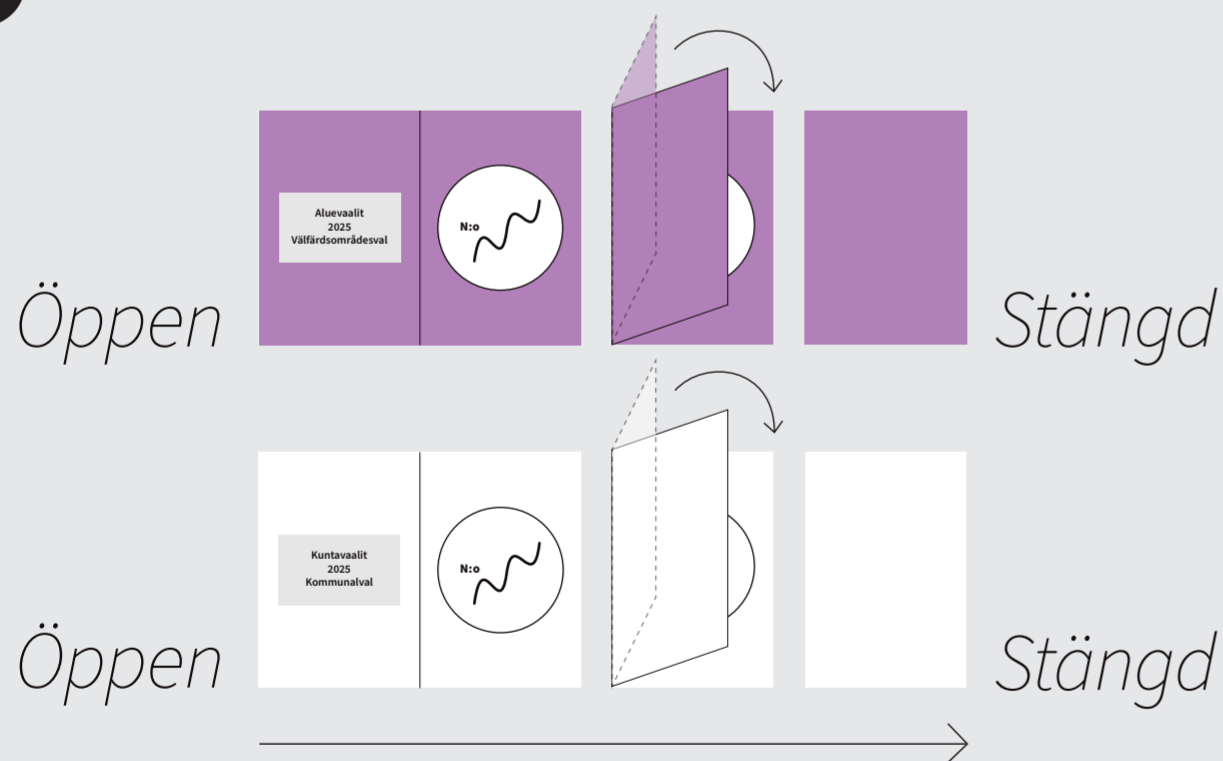 Aluevaalit
2025
Välfärdsområdesval
N:o
Öppen
Stängd
Kuntavaalit
2025
Kommunalval
N:o
Öppen
Stängd